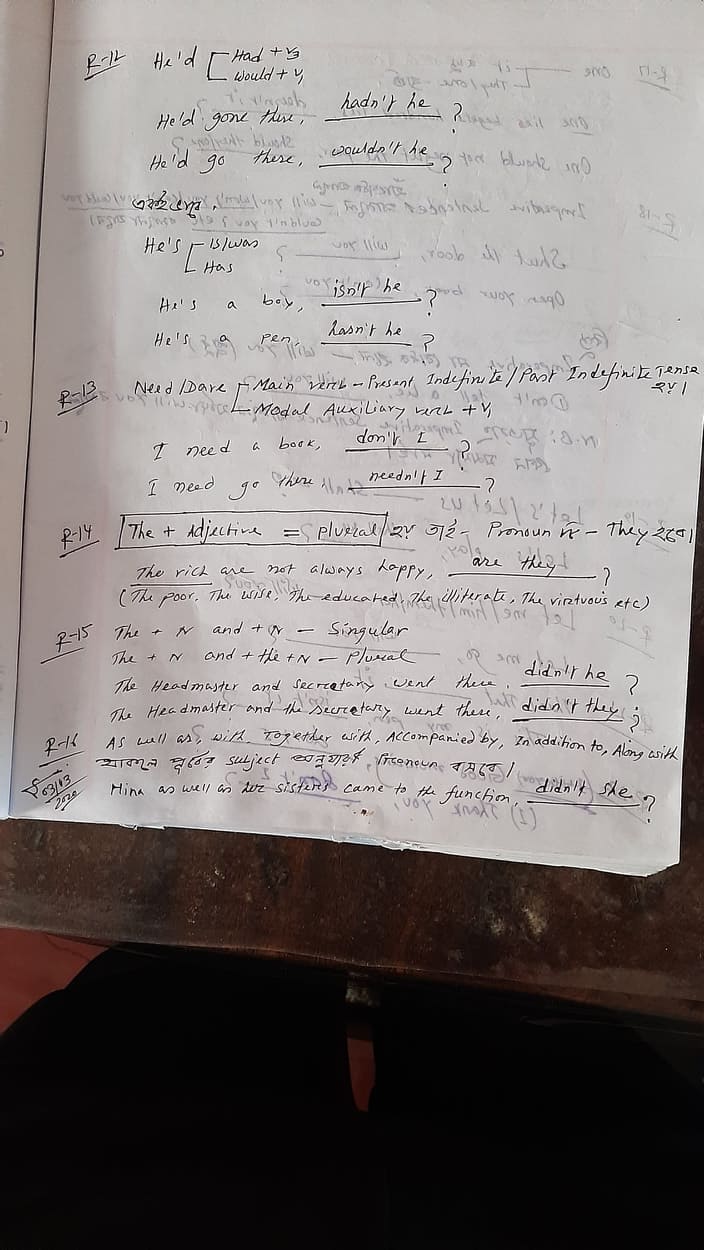 R-12 He'd [ Had + V3
would + V1
He'd gone there, hadn't he ?
He'd go there, wouldn't he ?
He's [ is/was
Has
He's a boy, isn't he ?
He's a pen, hasn't he ?
R-13 Need/Dare [ Main verb - Present Indefinite / Past Indefinite Tense হয়।
Modal Auxiliary verb + V1
I need a book, don't I ?
I need go there, needn't I ?
R-14 The + Adjective = plural হয় তাই - Pronoun টি - They হবে।
The rich are not always happy, are they ?
(The poor, The wise, The educated, The illiterate, The virtuous etc)
R-15 The + N and + N - Singular
The + N and + the + N - Plural
The Headmaster and Secretary went there, didn't he ?
The Headmaster and the Secretary went there, didn't they ?
R-16 As well as, with, Together with, Accompanied by, In addition to, Along with
থাকলে পূর্বের subject অনুযায়ী Pronoun বসবে।
Mina as well as her sisters came to the function, didn't she ?
03/03
2020